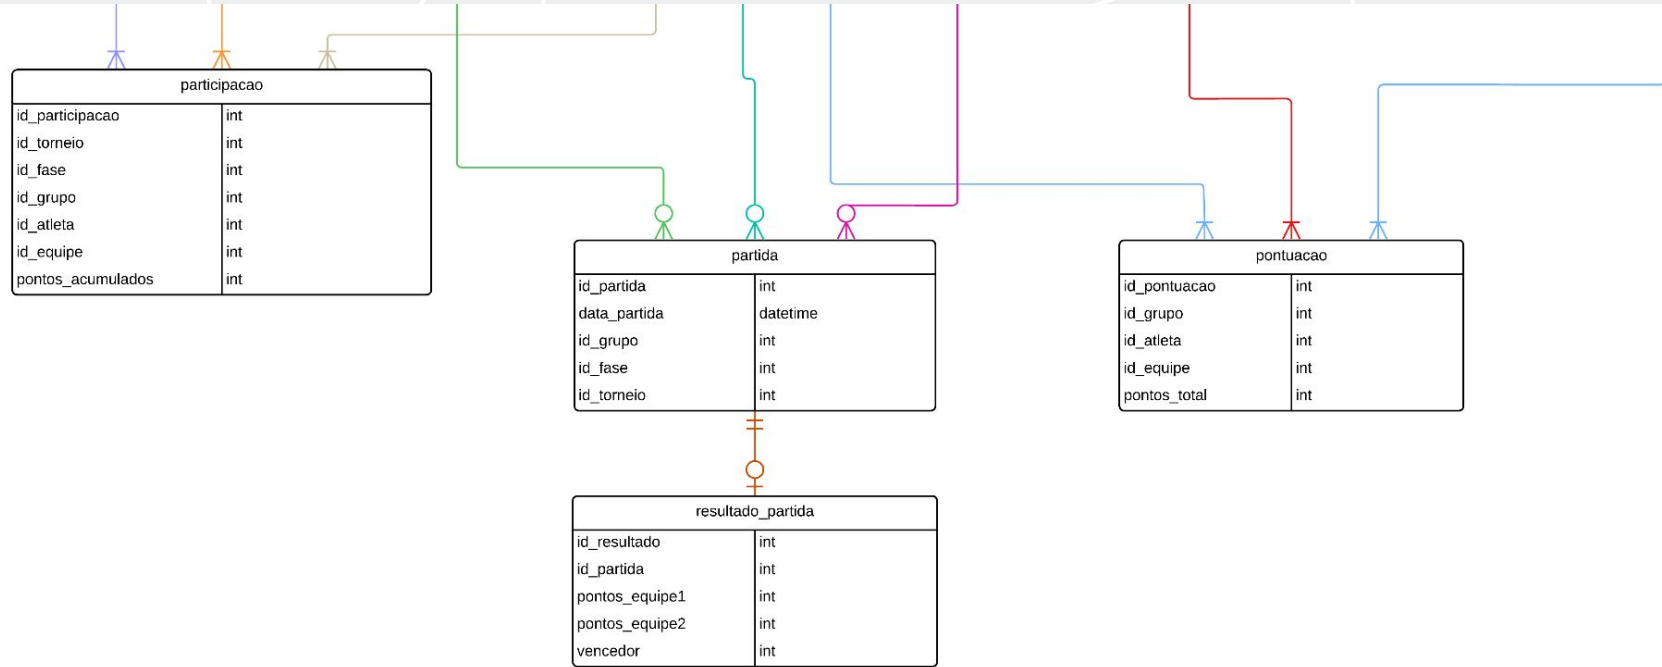 participacao
id_participacao int
id_torneio int
id_fase int
id_grupo int
id_atleta int
id_equipe int
pontos_acumulados int
partida
id_partida int
data_partida datetime
id_grupo int
id_fase int
id_torneio int
pontuacao
id_pontuacao int
id_grupo int
id_atleta int
id_equipe int
pontos_total int
resultado_partida
id_resultado int
id_partida int
pontos_equipe1 int
pontos_equipe2 int
vencedor int